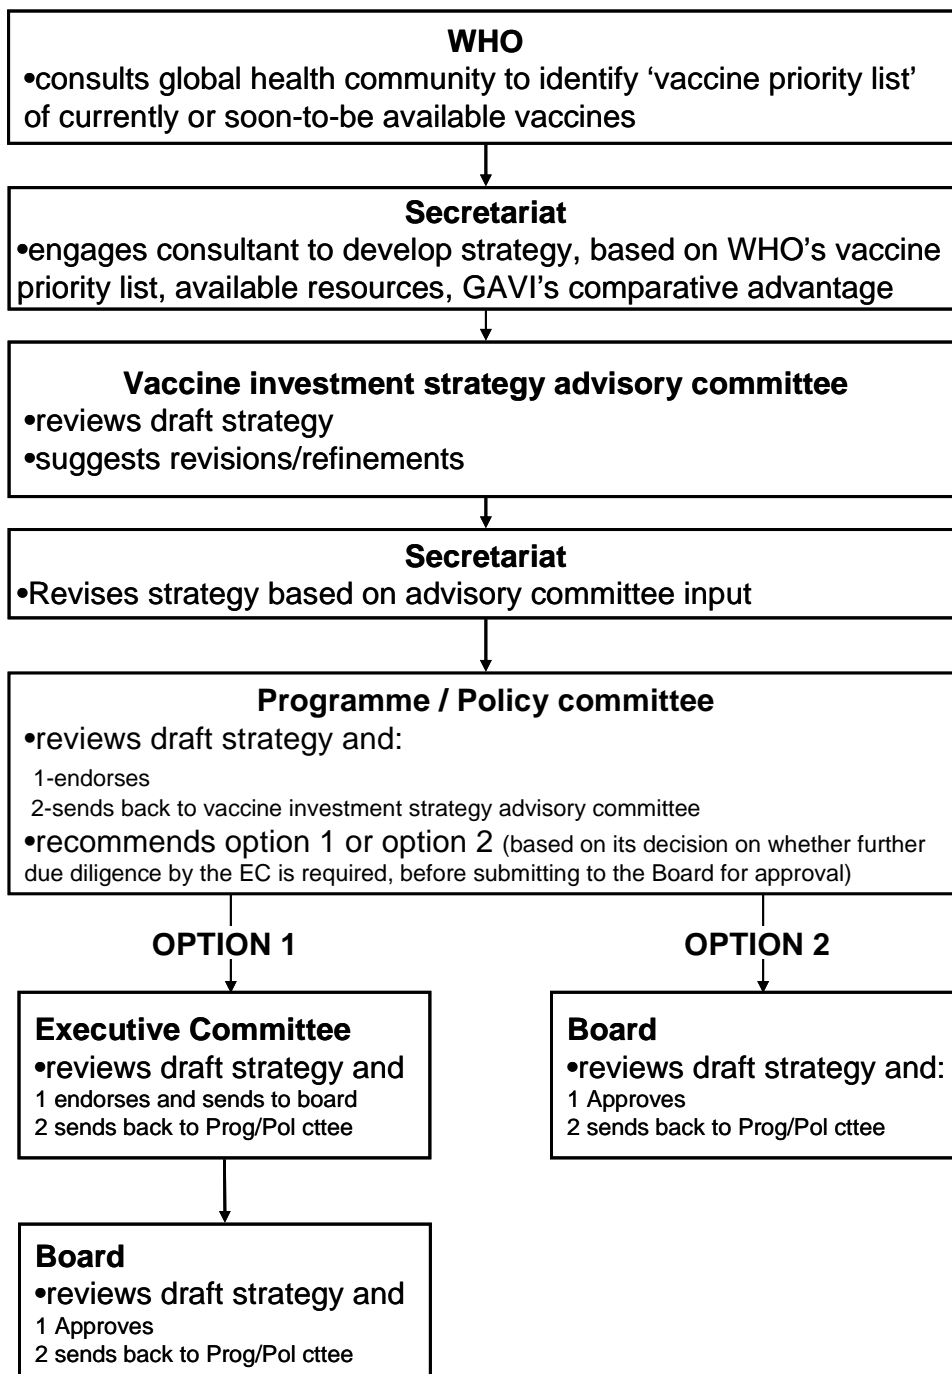 WHO
•consults global health community to identify ‘vaccine priority list’
of currently or soon-to-be available vaccines
Secretariat
•engages consultant to develop strategy, based on WHO’s vaccine
priority list, available resources, GAVI’s comparative advantage
Vaccine investment strategy advisory committee
•reviews draft strategy
•suggests revisions/refinements
Secretariat
•Revises strategy based on advisory committee input
Programme / Policy committee
•reviews draft strategy and:
1-endorses
2-sends back to vaccine investment strategy advisory committee
•recommends option 1 or option 2 (based on its decision on whether further
due diligence by the EC is required, before submitting to the Board for approval)
OPTION 1
OPTION 2
Executive Committee
•reviews draft strategy and
1 endorses and sends to board
2 sends back to Prog/Pol cttee
Board
•reviews draft strategy and:
1 Approves
2 sends back to Prog/Pol cttee
Board
•reviews draft strategy and
1 Approves
2 sends back to Prog/Pol cttee